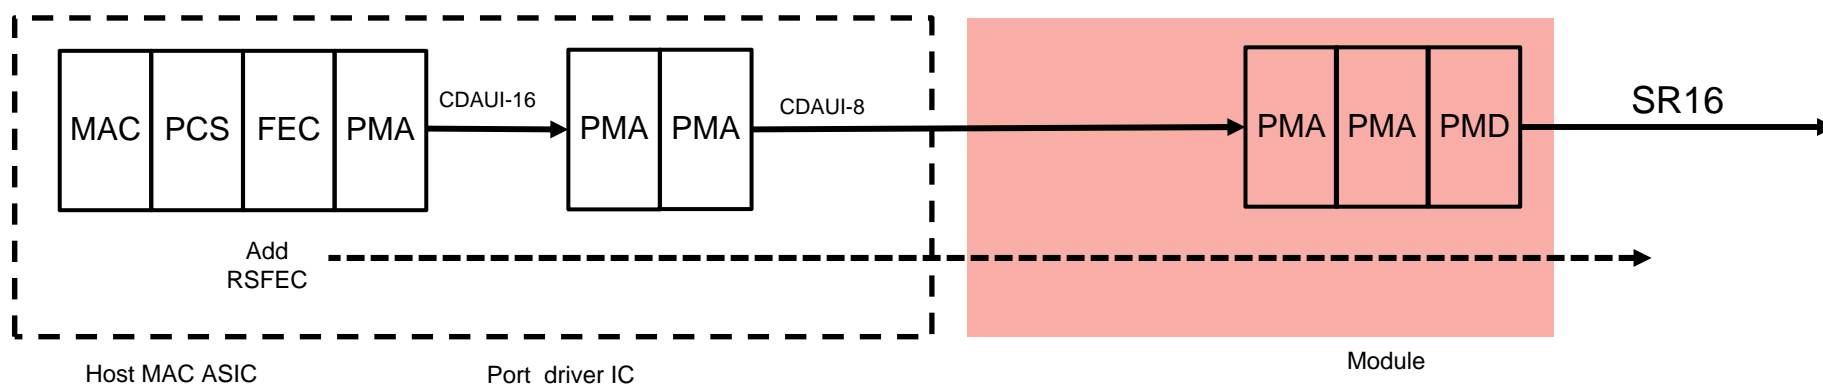 MAC PCS FEC PMA
CDAUI-16
PMA PMA
CDAUI-8
PMA PMA PMD
SR16
Add
RSFEC
Host MAC ASIC
Port driver IC
Module